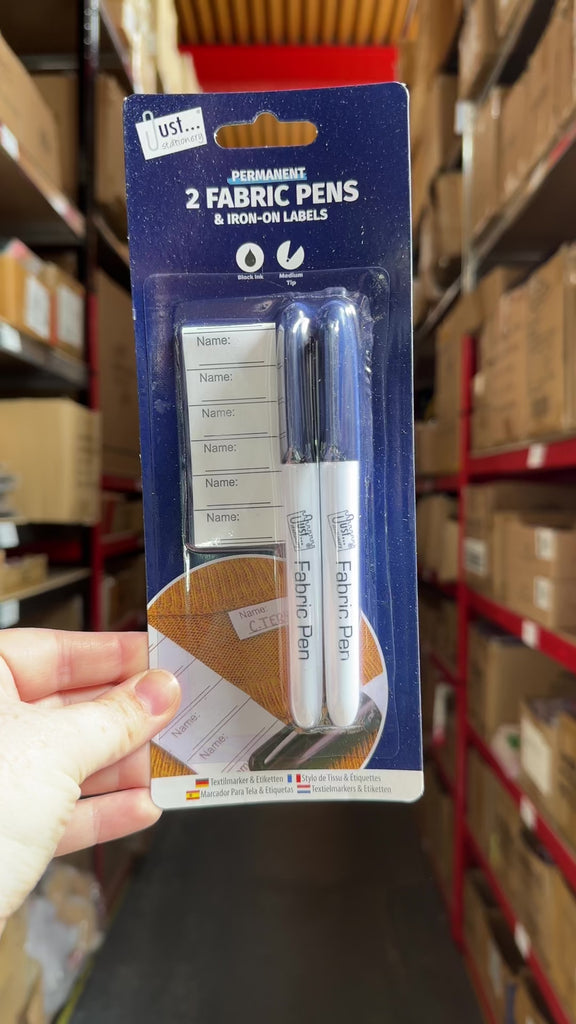 Just...
stationery
PERMANENT
2 FABRIC PENS
& IRON-ON LABELS
Black ink
Medium
Tip
Name:
Name:
Name:
Name:
Name:
Name:
Just...
Fabric Pen
Just...
Fabric Pen
Name:
C.TER
Name:
Name:
Textilmarker & Etiketten Stylo de Tissu & Étiquettes
Marcador Para Tela & Etiquetas Textielmarkers & Etiketten